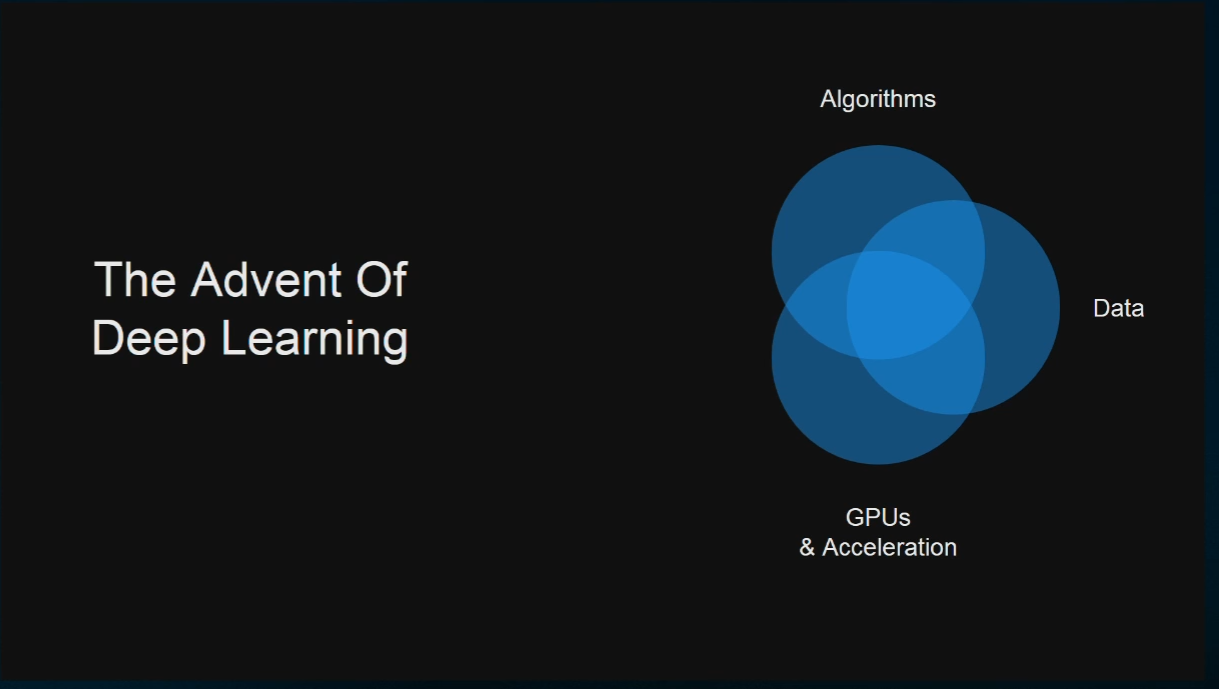 The Advent Of
Deep Learning
Algorithms
Data
GPUs
& Acceleration